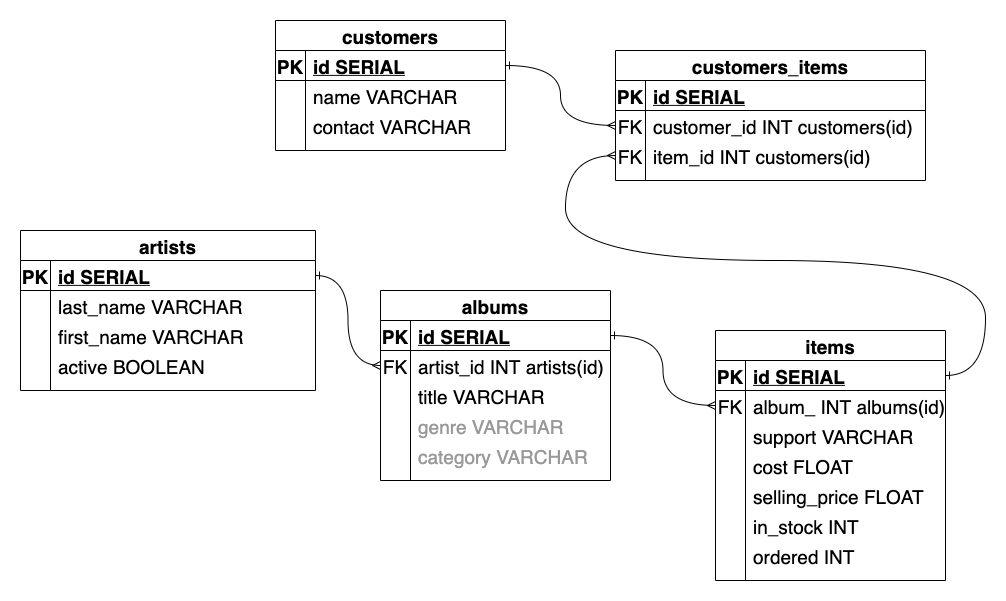 customers
PK id SERIAL
name VARCHAR
contact VARCHAR
customers_items
PK id SERIAL
FK customer_id INT customers(id)
FK item_id INT customers(id)
artists
PK id SERIAL
last_name VARCHAR
first_name VARCHAR
active BOOLEAN
albums
PK id SERIAL
FK artist_id INT artists(id)
title VARCHAR
genre VARCHAR
category VARCHAR
items
PK id SERIAL
FK album_ INT albums(id)
support VARCHAR
cost FLOAT
selling_price FLOAT
in_stock INT
ordered INT